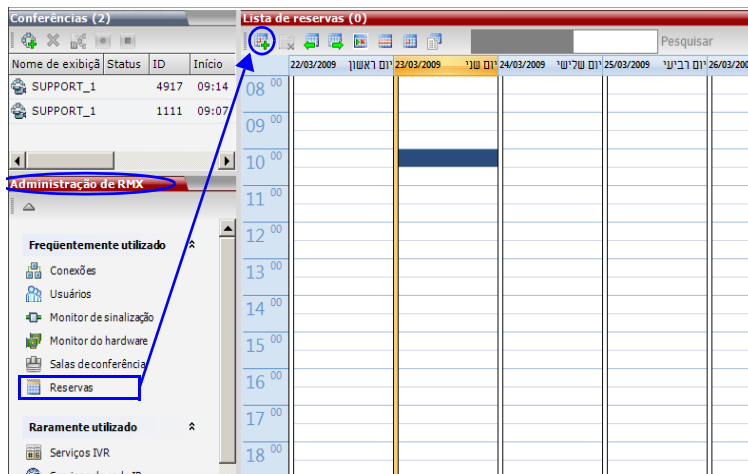 Conferências (2)
Nome de exibiçã Status ID Início
SUPPORT_1 4917 09:14
SUPPORT_1 1111 09:07
Administração de RMX
Freqüentemente utilizado
Conexões
Usuários
Monitor de sinalização
Monitor do hardware
Salas deconferência
Reservas
Raramente utilizado
Serviços IVR
Lista de reservas (0)
Pesquisar
22/03/2009 יום ראשון 23/03/2009 יום שני 24/03/2009 יום שלישי 25/03/2009 יום רביעי 26/03/200
08 00
09 00
10 00
11 00
12 00
13 00
14 00
15 00
16 00
17 00
18 00